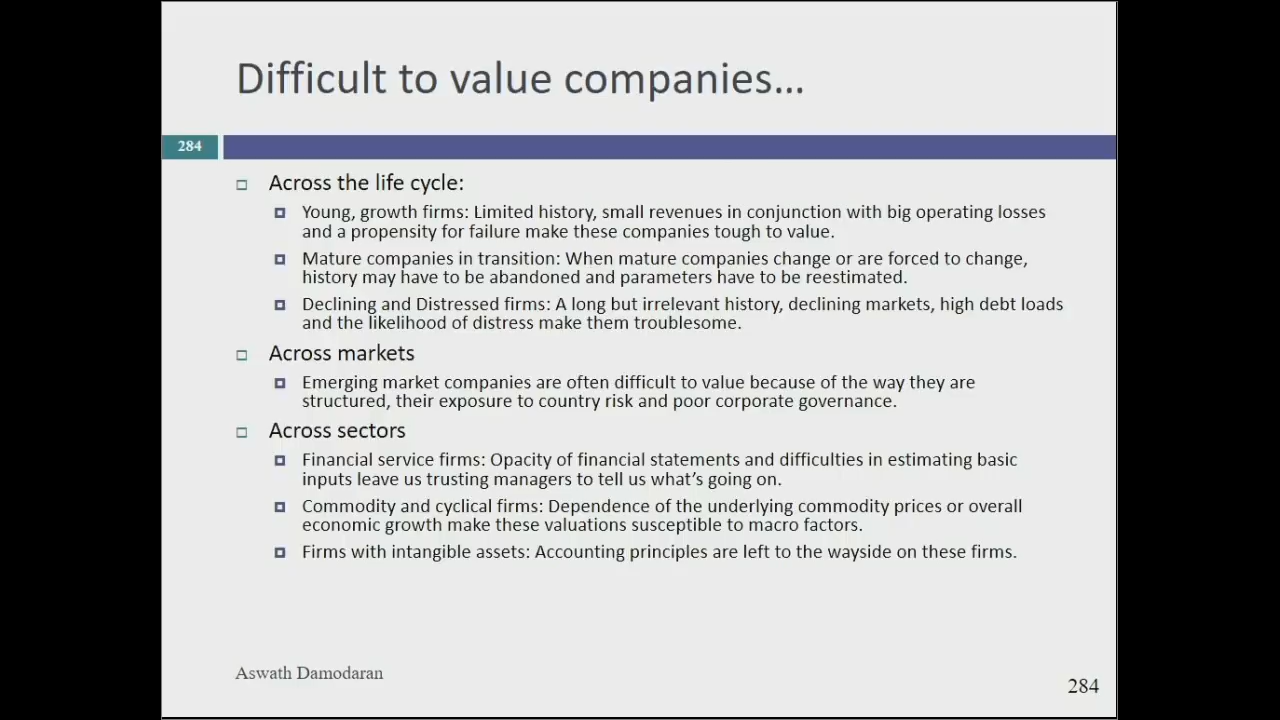 Difficult to value companies...
284
Across the life cycle:
Young, growth firms: Limited history, small revenues in conjunction with big operating losses
and a propensity for failure make these companies tough to value.
Mature companies in transition: When mature companies change or are forced to change,
history may have to be abandoned and parameters have to be reestimated.
Declining and Distressed firms: A long but irrelevant history, declining markets, high debt loads
and the likelihood of distress make them troublesome.
Across markets
Emerging market companies are often difficult to value because of the way they are
structured, their exposure to country risk and poor corporate governance.
Across sectors
Financial service firms: Opacity of financial statements and difficulties in estimating basic
inputs leave us trusting managers to tell us what's going on.
Commodity and cyclical firms: Dependence of the underlying commodity prices or overall
economic growth make these valuations susceptible to macro factors.
Firms with intangible assets: Accounting principles are left to the wayside on these firms.
Aswath Damodaran
284